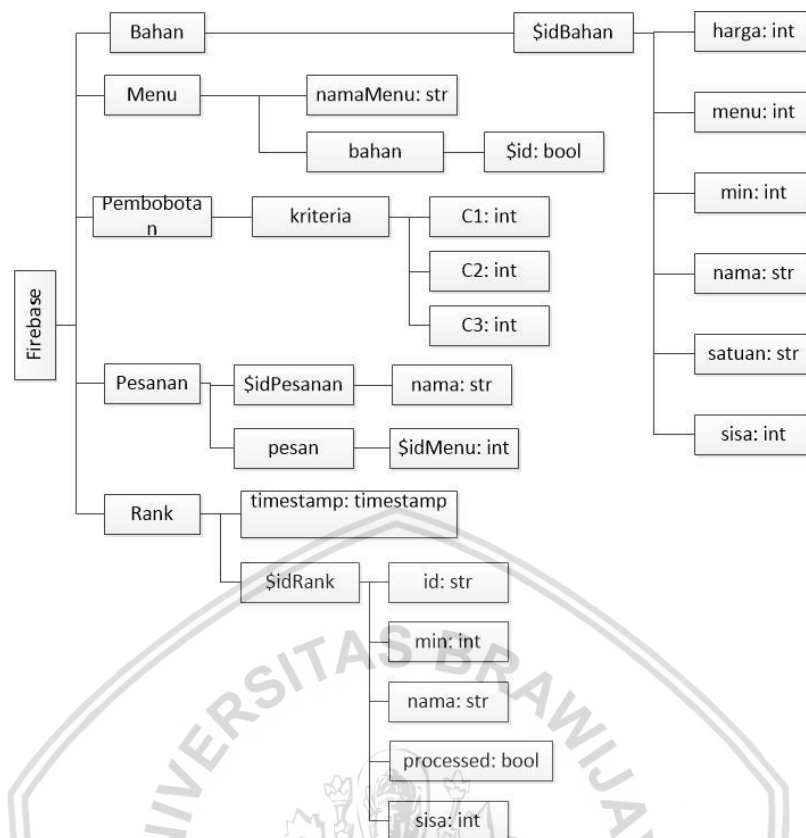 Bahan
$idBahan
harga: int
menu: int
min: int
nama: str
satuan: str
sisa: int
Menu
namaMenu: str
bahan
$id: bool
Pembobota
n
kriteria
C1: int
C2: int
C3: int
Firebase
Pesanan
$idPesanan
nama: str
pesan
$idMenu: int
Rank
timestamp: timestamp
$idRank
id: str
min: int
nama: str
processed: bool
sisa: int
UNIVERSITAS BRAWIJA